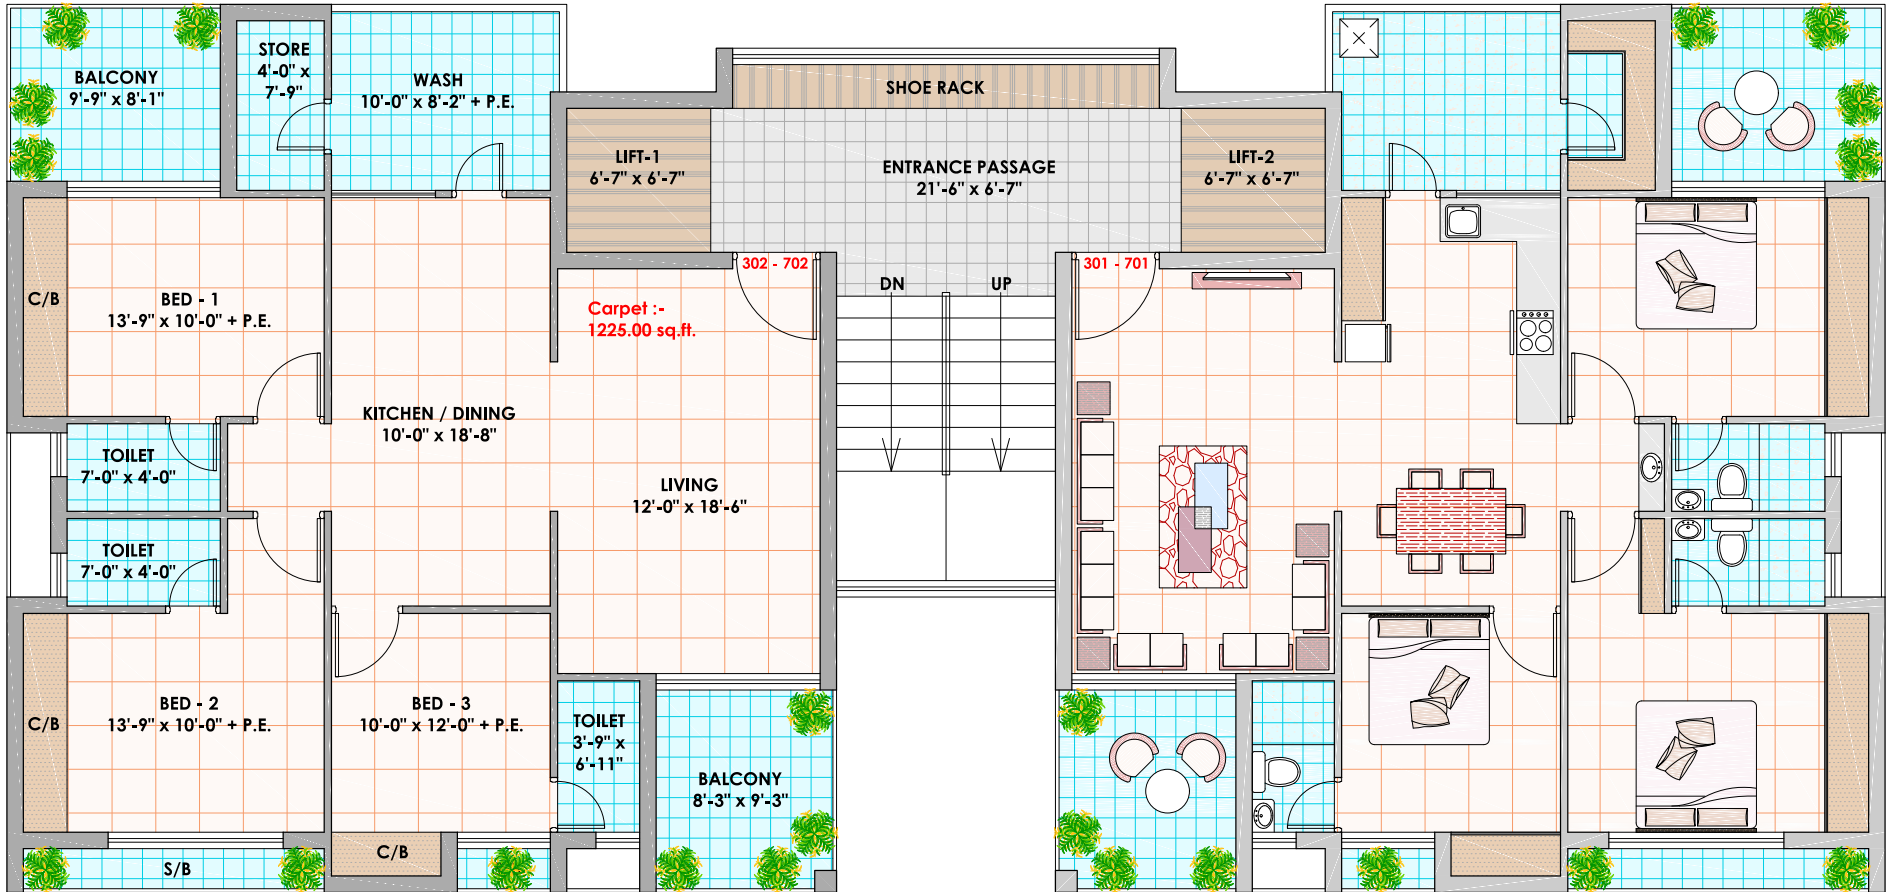 BALCONY
9'-9" x 8'-1"
STORE
4'-0" x
7'-9"
WASH
10'-0" x 8'-2" + P.E.
SHOE RACK
LIFT-1
6'-7" x 6'-7"
ENTRANCE PASSAGE
21'-6" x 6'-7"
LIFT-2
6'-7" x 6'-7"
302 - 702
301 - 701
DN
UP
C/B
BED - 1
13'-9" x 10'-0" + P.E.
Carpet :-
1225.00 sq.ft.
KITCHEN / DINING
10'-0" x 18'-8"
TOILET
7'-0" x 4'-0"
LIVING
12'-0" x 18'-6"
TOILET
7'-0" x 4'-0"
C/B
BED - 2
13'-9" x 10'-0" + P.E.
BED - 3
10'-0" x 12'-0" + P.E.
TOILET
3'-9" x
6'-11"
BALCONY
8'-3" x 9'-3"
C/B
S/B